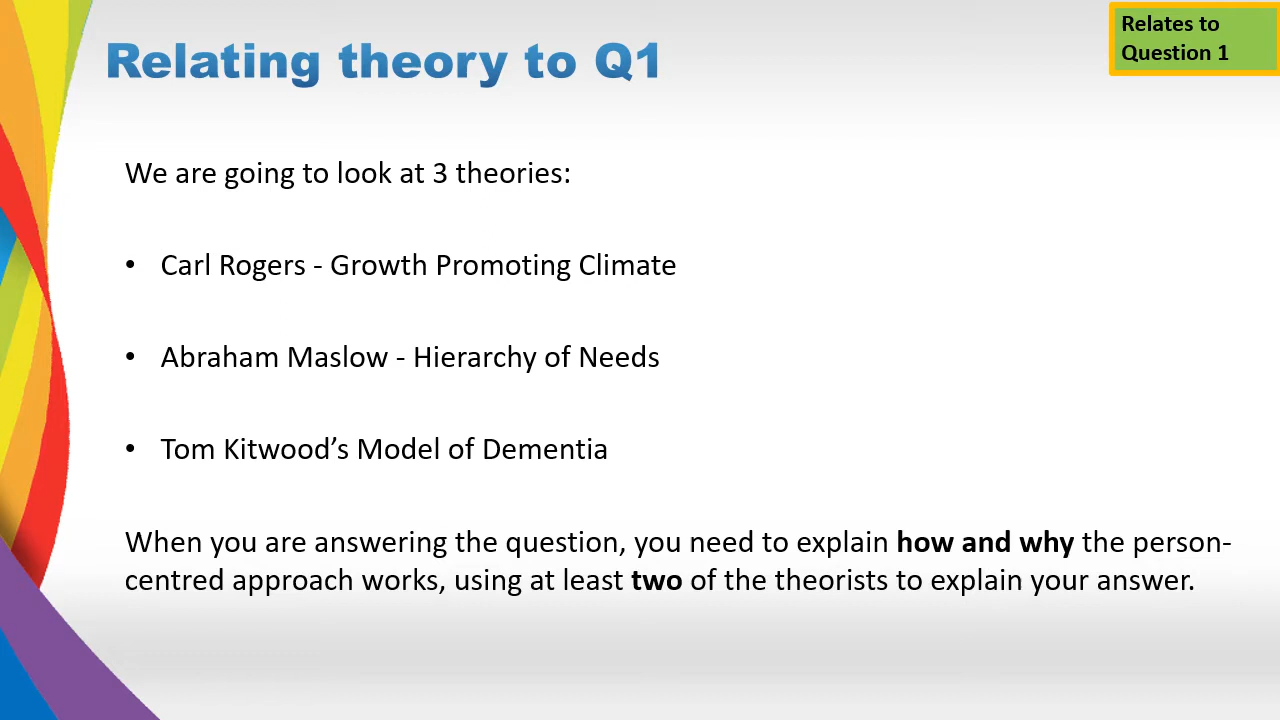 Relating theory to Q1
Relates to
Question 1
We are going to look at 3 theories:
• Carl Rogers - Growth Promoting Climate
• Abraham Maslow - Hierarchy of Needs
• Tom Kitwood’s Model of Dementia
When you are answering the question, you need to explain how and why the person-
centred approach works, using at least two of the theorists to explain your answer.